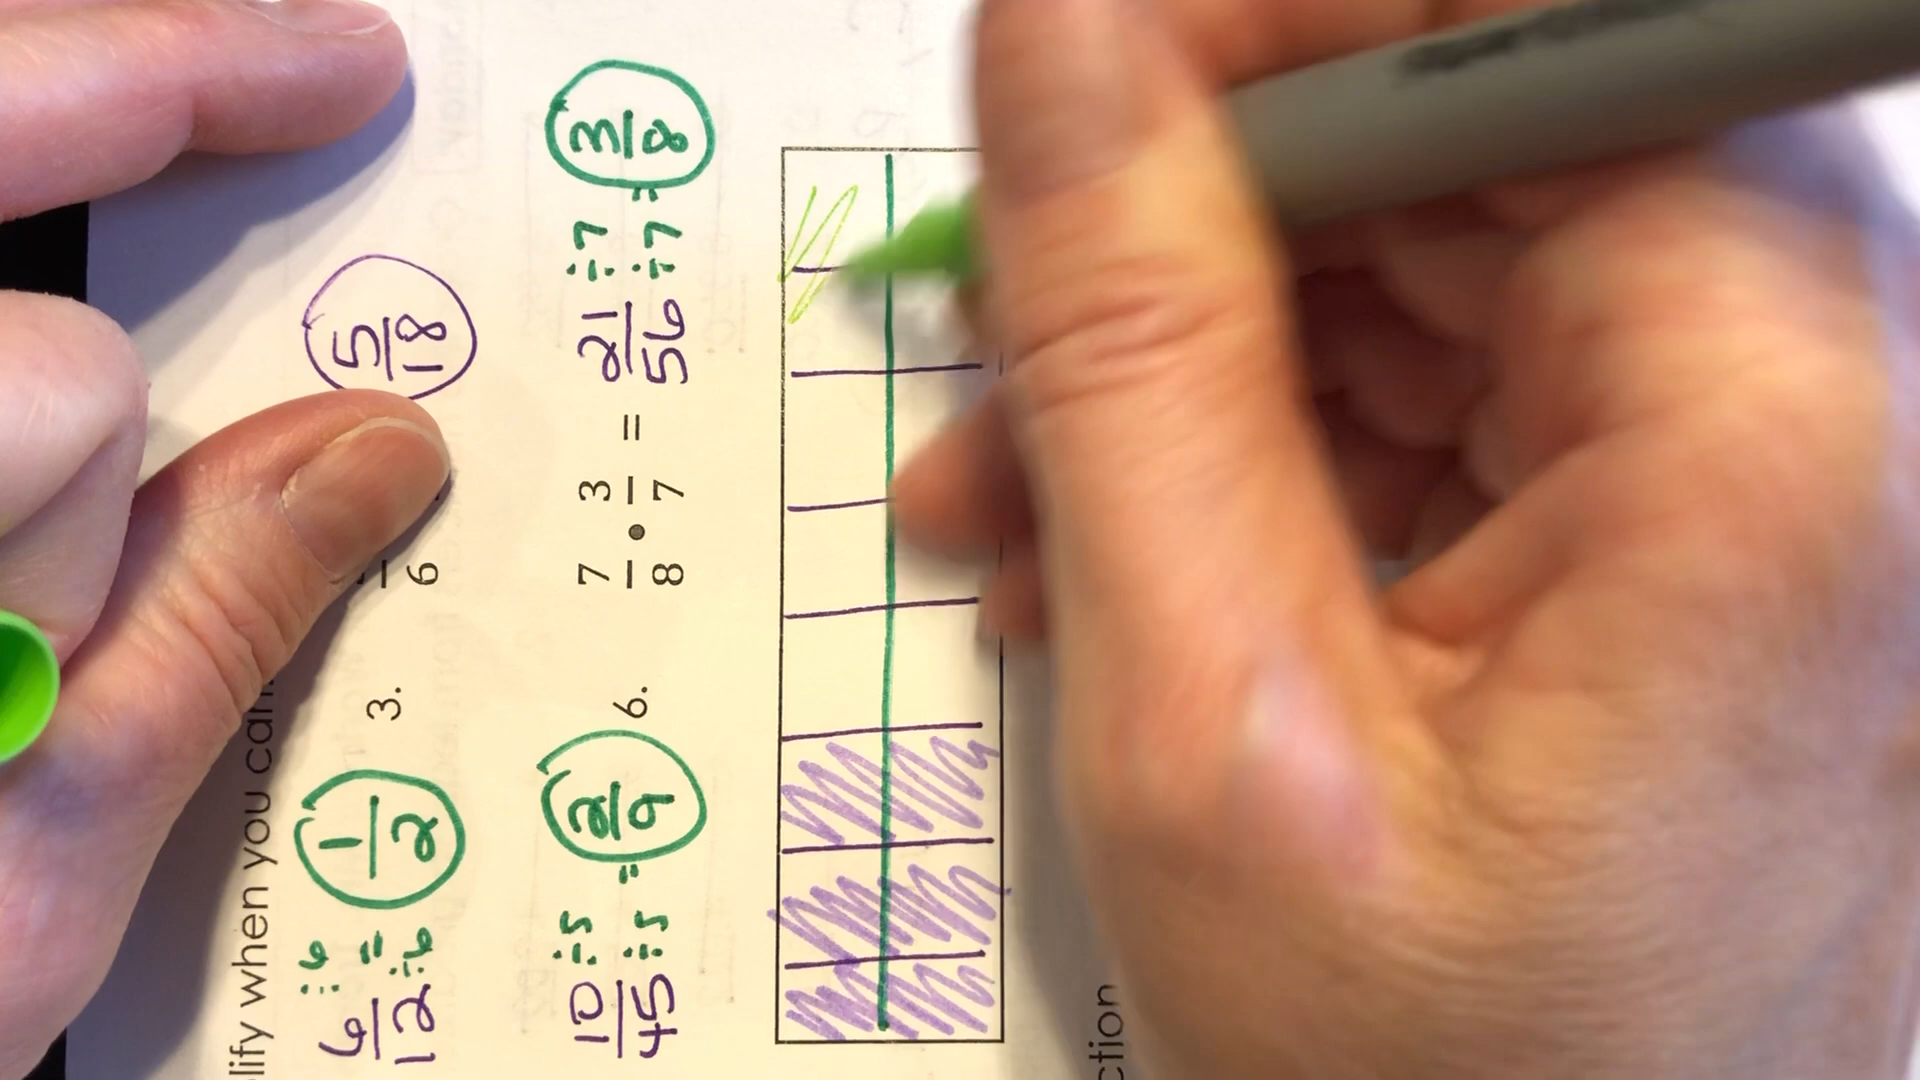 lify when you can.
6/12 ÷6/÷6 = 1/2
3. 6 5/18
10/45 ÷5/÷5 = 2/9
6. 7/8 • 3/7 = 21/56 ÷7/÷7 = 3/8
ction